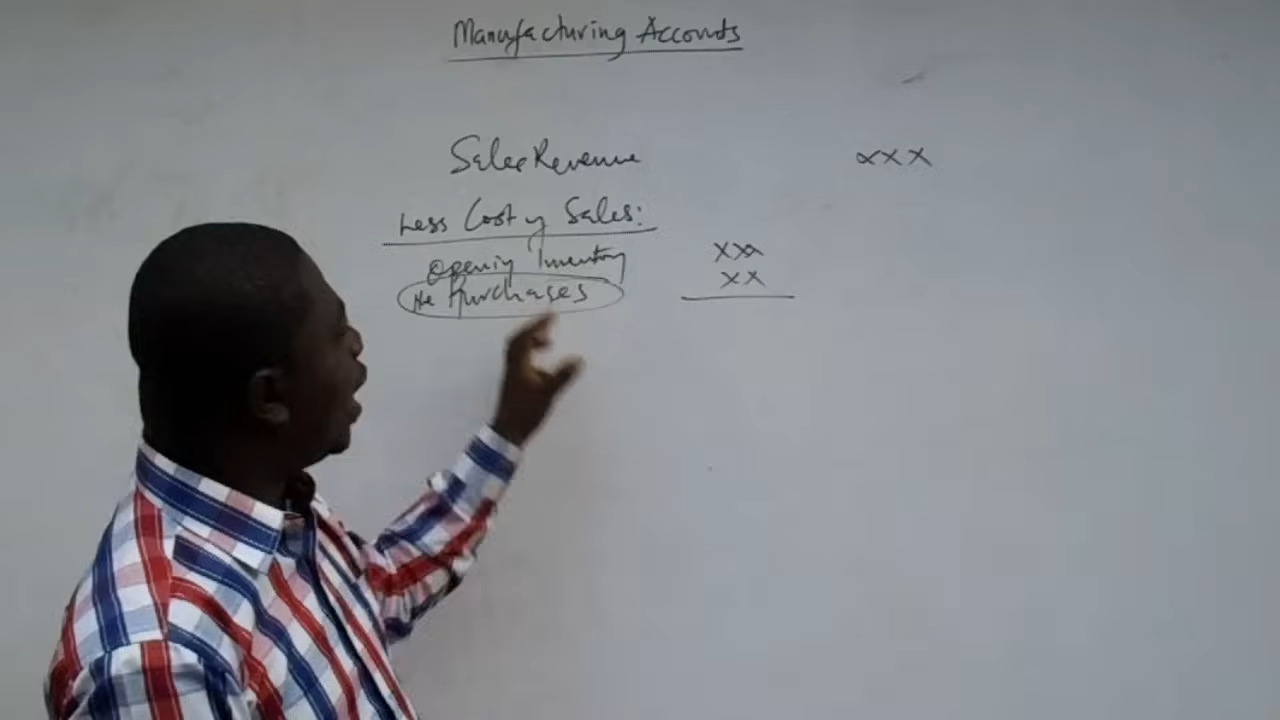 Manufacturing Accounts
Sales Revenue xxx
Less Cost of Sales:
Opening Inventory xxx
Purchases xx